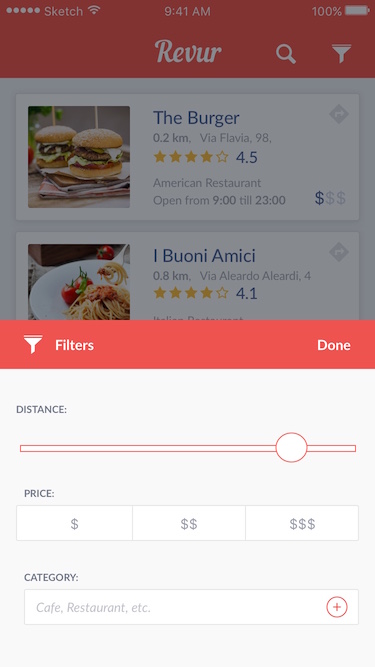 Sketch 9:41 AM 100%
Revur
The Burger
0.2 km, Via Flavia, 98,
4.5
American Restaurant
Open from 9:00 till 23:00
$$$
I Buoni Amici
0.8 km, Via Aleardo Aleardi, 4
4.1
Italian Restaurant
Filters Done
DISTANCE:
PRICE:
$ $$ $$$
CATEGORY:
Cafe, Restaurant, etc.